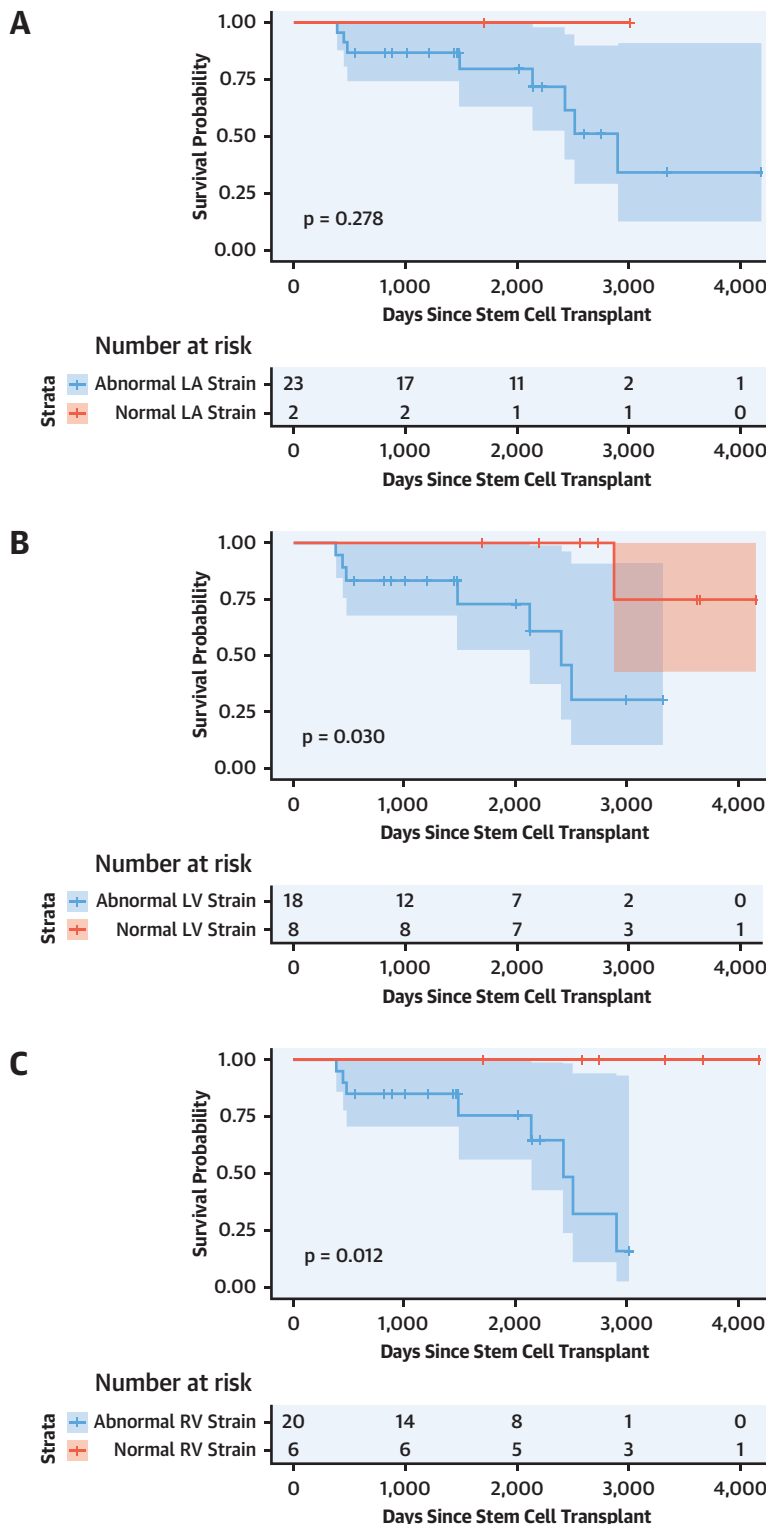 A
1.00
0.75
0.50
0.25
0.00
Survival Probability
p = 0.278
0 1,000 2,000 3,000 4,000
Days Since Stem Cell Transplant
Number at risk
Strata
Abnormal LA Strain 23 17 11 2 1
Normal LA Strain 2 2 1 1 0
0 1,000 2,000 3,000 4,000
Days Since Stem Cell Transplant
B
1.00
0.75
0.50
0.25
0.00
Survival Probability
p = 0.030
0 1,000 2,000 3,000 4,000
Days Since Stem Cell Transplant
Number at risk
Strata
Abnormal LV Strain 18 12 7 2 0
Normal LV Strain 8 8 7 3 1
0 1,000 2,000 3,000 4,000
Days Since Stem Cell Transplant
C
1.00
0.75
0.50
0.25
0.00
Survival Probability
p = 0.012
0 1,000 2,000 3,000 4,000
Days Since Stem Cell Transplant
Number at risk
Strata
Abnormal RV Strain 20 14 8 1 0
Normal RV Strain 6 6 5 3 1
0 1,000 2,000 3,000 4,000
Days Since Stem Cell Transplant